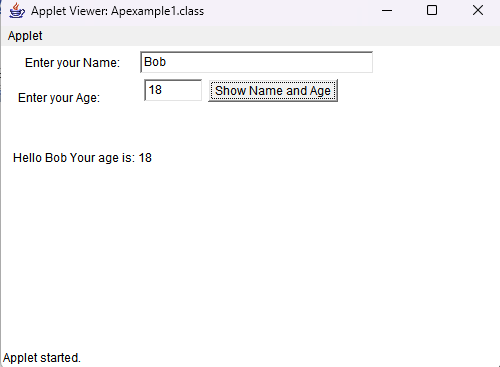 Applet Viewer: Apexample1.class
Applet
Enter your Name: Bob
Enter your Age: 18 Show Name and Age
Hello Bob Your age is: 18
Applet started.